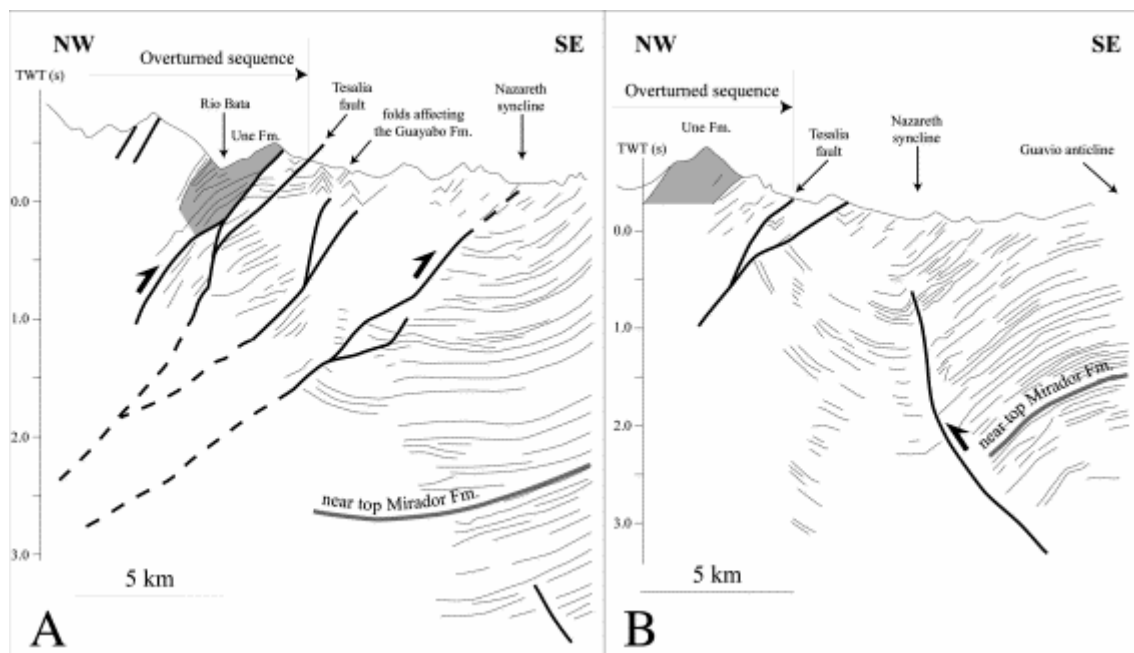 NW
SE
TWT (s)
Overturned sequence
Rio Bata
Une Fm.
Tesalia
fault
folds affecting
the Guayabo Fm.
Nazareth
syncline
0.0
1.0
2.0
3.0
near top Mirador Fm.
5 km
A
NW
SE
Overturned sequence
Une Fm.
TWT (s)
Tesalia
fault
Nazareth
syncline
Guavio anticline
0.0
1.0
2.0
3.0
near top Mirador Fm.
5 km
B